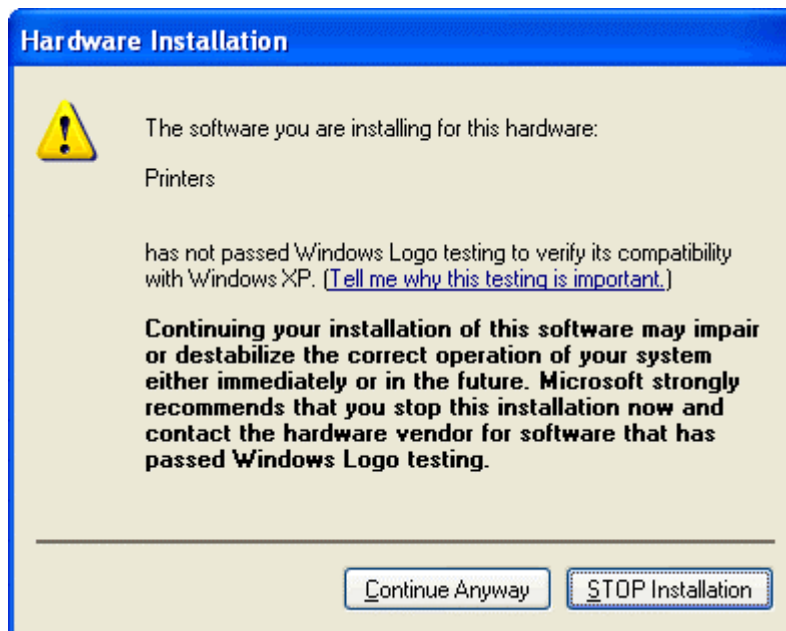 Hardware Installation
The software you are installing for this hardware:
Printers
has not passed Windows Logo testing to verify its compatibility
with Windows XP. (Tell me why this testing is important.)
Continuing your installation of this software may impair
or destabilize the correct operation of your system
either immediately or in the future. Microsoft strongly
recommends that you stop this installation now and
contact the hardware vendor for software that has
passed Windows Logo testing.
Continue Anyway
STOP Installation